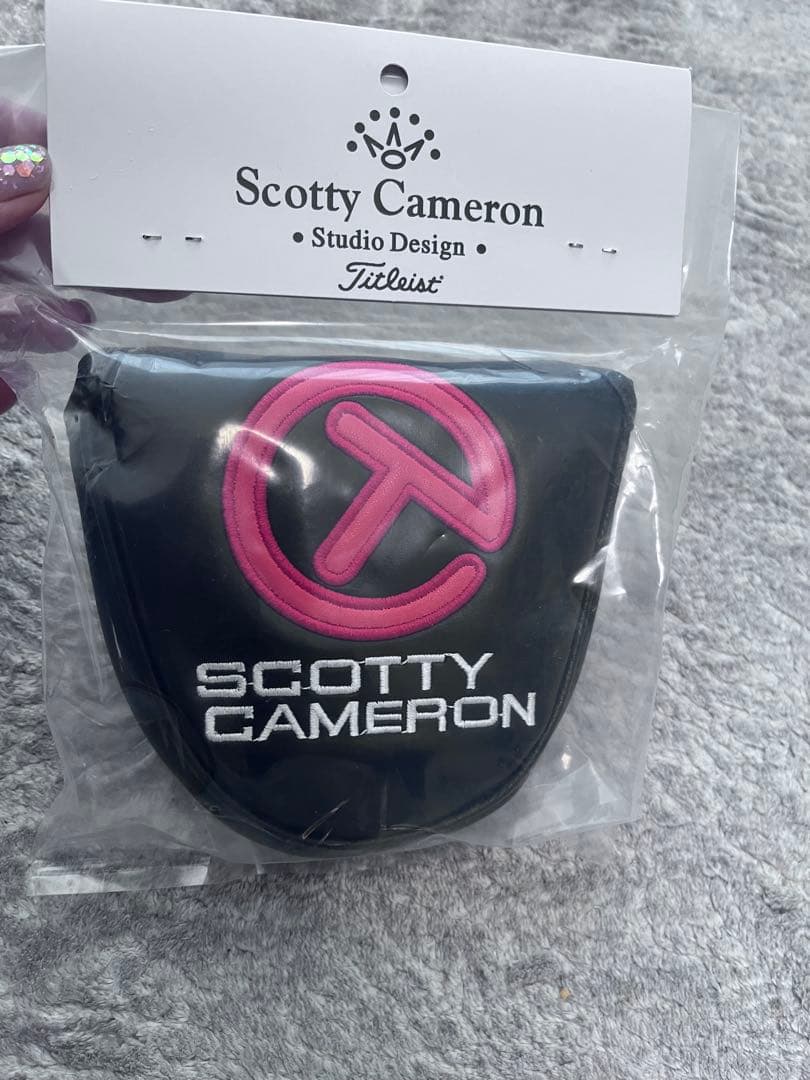 Scotty Cameron
• Studio Design •
Titleist®
SCOTTY
CAMERON